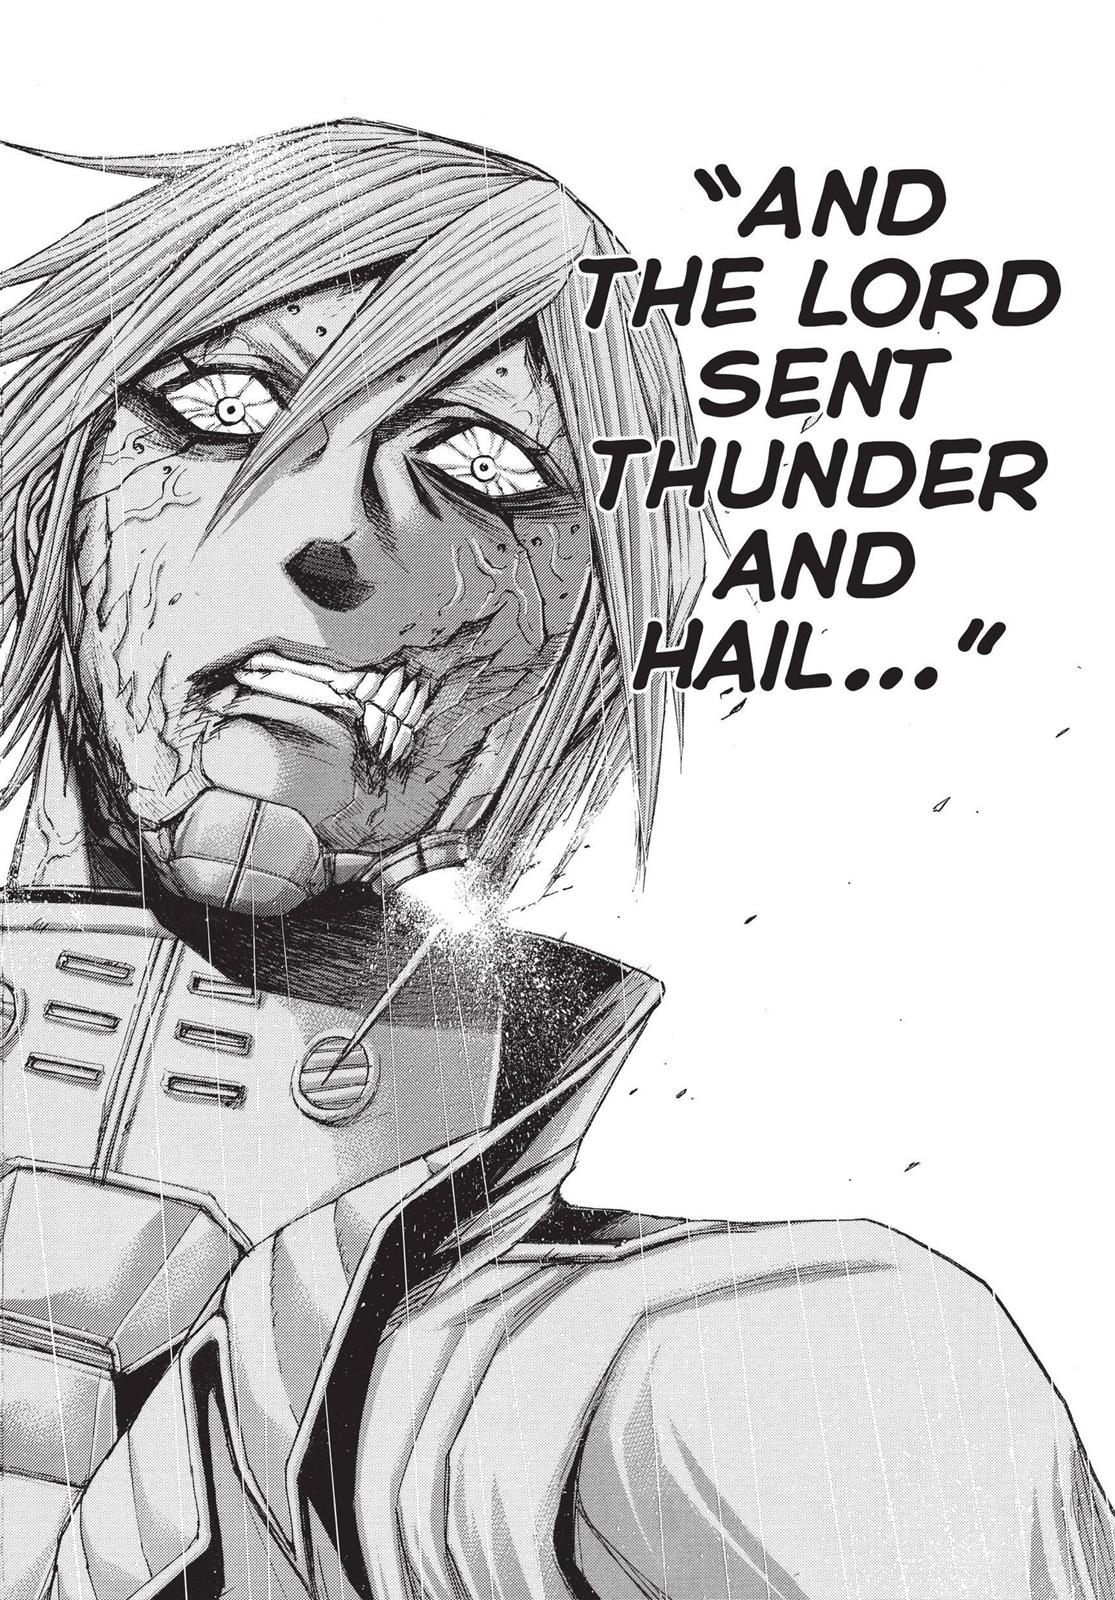 “AND
THE LORD
SENT
THUNDER
AND
HAIL...”